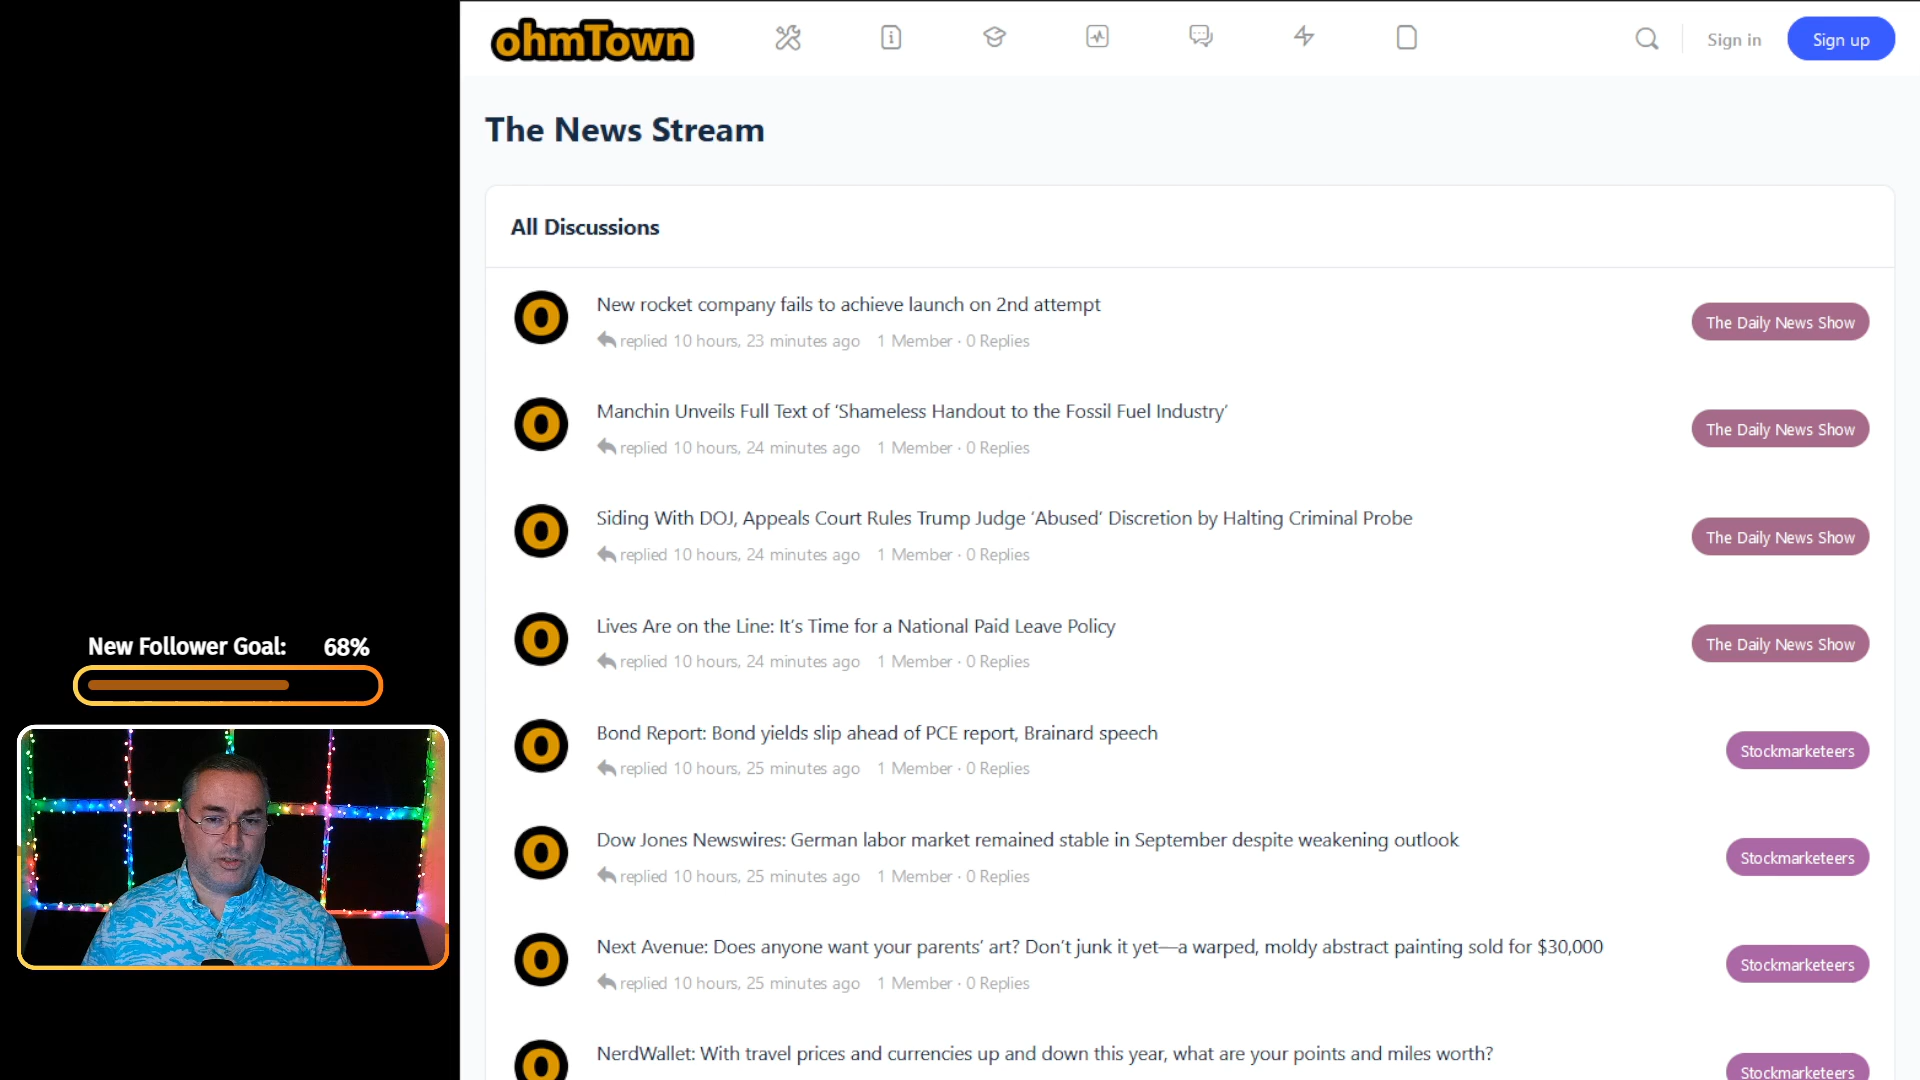 ohmTown
Sign in
Sign up
The News Stream
All Discussions
New rocket company fails to achieve launch on 2nd attempt
replied 10 hours, 23 minutes ago 1 Member · 0 Replies
The Daily News Show
Manchin Unveils Full Text of ‘Shameless Handout to the Fossil Fuel Industry’
replied 10 hours, 24 minutes ago 1 Member · 0 Replies
The Daily News Show
Siding With DOJ, Appeals Court Rules Trump Judge ‘Abused’ Discretion by Halting Criminal Probe
replied 10 hours, 24 minutes ago 1 Member · 0 Replies
The Daily News Show
Lives Are on the Line: It’s Time for a National Paid Leave Policy
replied 10 hours, 24 minutes ago 1 Member · 0 Replies
The Daily News Show
Bond Report: Bond yields slip ahead of PCE report, Brainard speech
replied 10 hours, 25 minutes ago 1 Member · 0 Replies
Stockmarketeers
Dow Jones Newswires: German labor market remained stable in September despite weakening outlook
replied 10 hours, 25 minutes ago 1 Member · 0 Replies
Stockmarketeers
Next Avenue: Does anyone want your parents’ art? Don’t junk it yet—a warped, moldy abstract painting sold for $30,000
replied 10 hours, 25 minutes ago 1 Member · 0 Replies
Stockmarketeers
NerdWallet: With travel prices and currencies up and down this year, what are your points and miles worth?
Stockmarketeers
New Follower Goal: 68%